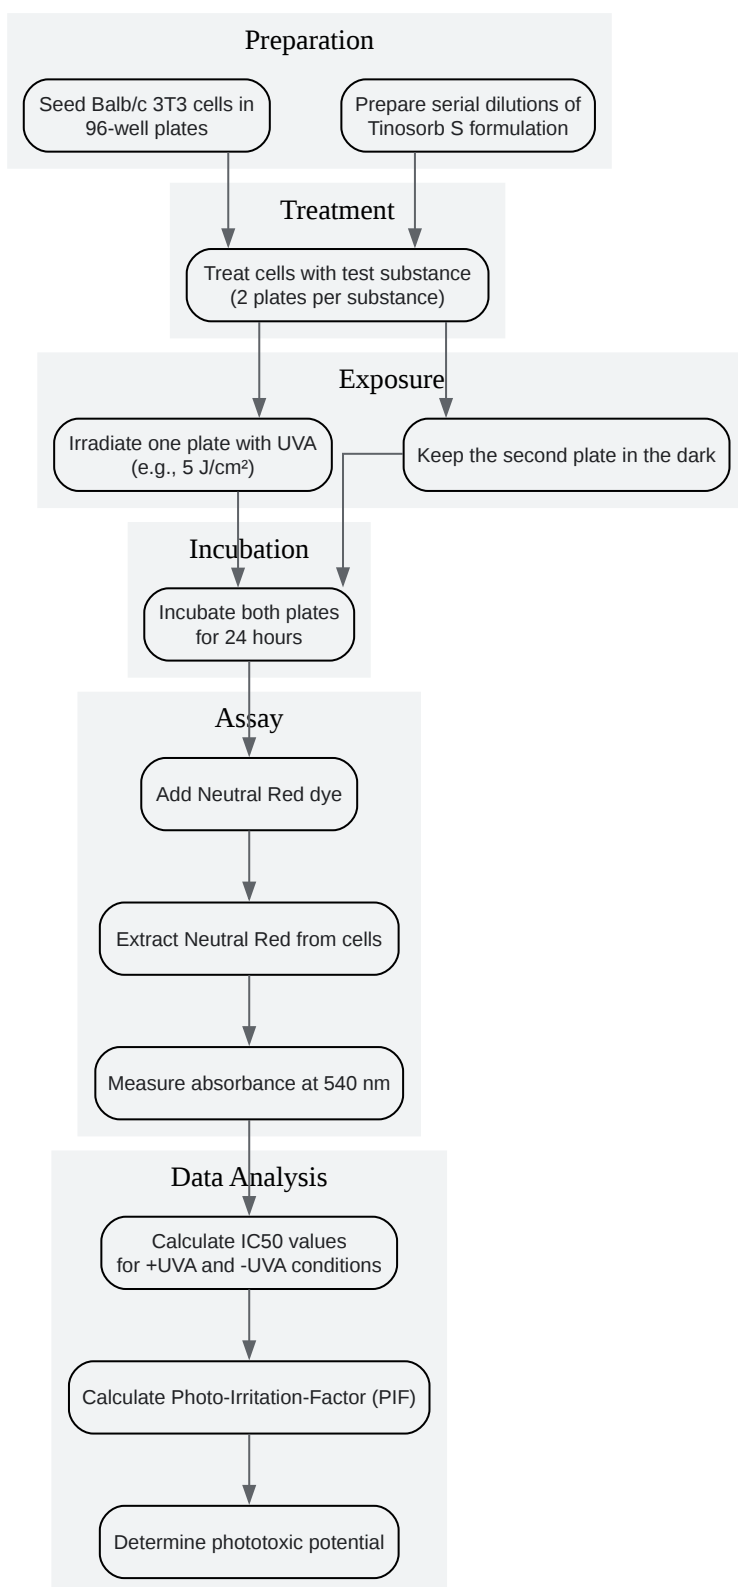 Preparation
Seed Balb/c 3T3 cells in
96-well plates
Prepare serial dilutions of
Tinosorb S formulation
Treatment
Treat cells with test substance
(2 plates per substance)
Exposure
Irradiate one plate with UVA
(e.g., 5 J/cm²)
Keep the second plate in the dark
Incubation
Incubate both plates
for 24 hours
Assay
Add Neutral Red dye
Extract Neutral Red from cells
Measure absorbance at 540 nm
Data Analysis
Calculate IC50 values
for +UVA and -UVA conditions
Calculate Photo-Irritation-Factor (PIF)
Determine phototoxic potential